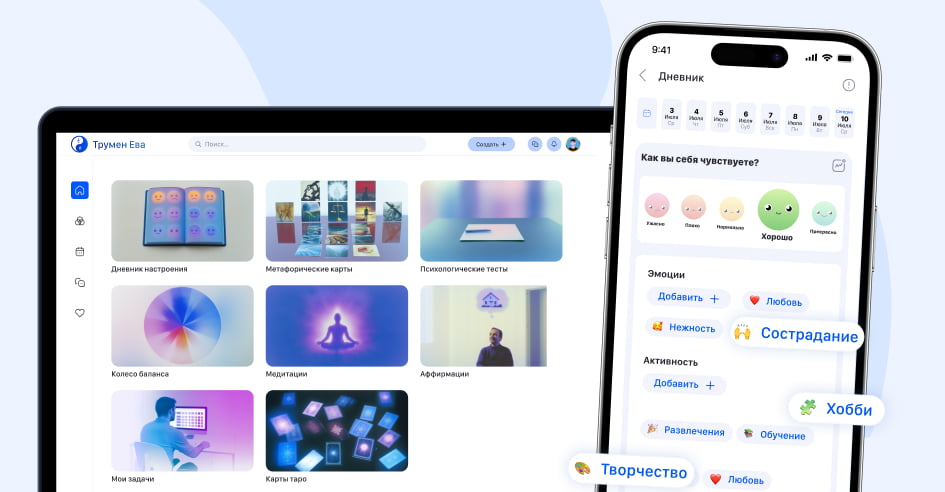 Трумен Ева
Поиск...
Создать +
Дневник настроения
Метафорические карты
Психологические тесты
Колесо баланса
Медитации
Аффирмации
Мои задачи
Карты таро
9:41
Дневник
3
Июля
Ср
4
Июля
Чт
5
Июля
Пт
6
Июля
Суб
7
Июля
Вск
8
Июля
Пн
9
Июля
Вт
Сегодня
10
Июля
Ср
Как вы себя чувствуете?
Ужасно
Плохо
Нормально
Хорошо
Прекрасно
Эмоции
Добавить +
Любовь
Нежность
Сострадание
Активность
Добавить +
Хобби
Развлечения
Обучение
Творчество
Любовь